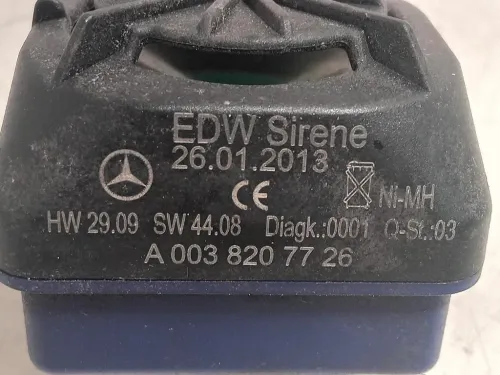 EDW Sirene
26.01.2013
CE Ni-MH
HW 29.09 SW 44.08 Diagk.:0001 Q-St.:03
A 003 820 77 26